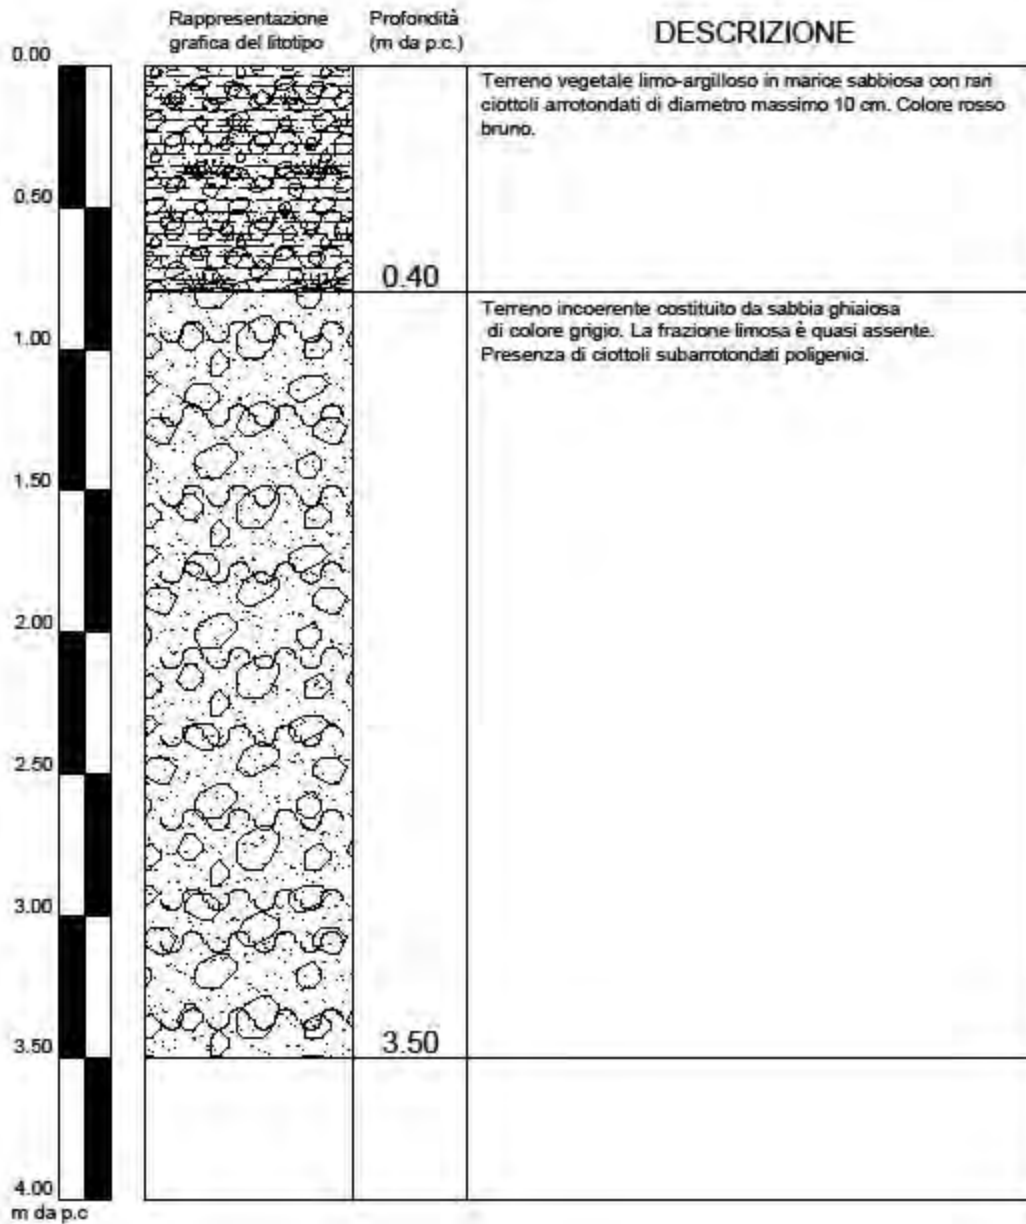 Rappresentazione
grafica del litotipo
Profondità
(m da p.c.)
DESCRIZIONE
0.00
Terreno vegetale limo-argilloso in marice sabbiosa con rari
ciottoli arrotondati di diametro massimo 10 cm. Colore rosso
bruno.
0.50
0.40
Terreno incoerente costituito da sabbia ghiaiosa
di colore grigio. La frazione limosa è quasi assente.
Presenza di ciottoli subarrotondati poligenici.
1.00
1.50
2.00
2.50
3.00
3.50
3.50
4.00
m da p.c